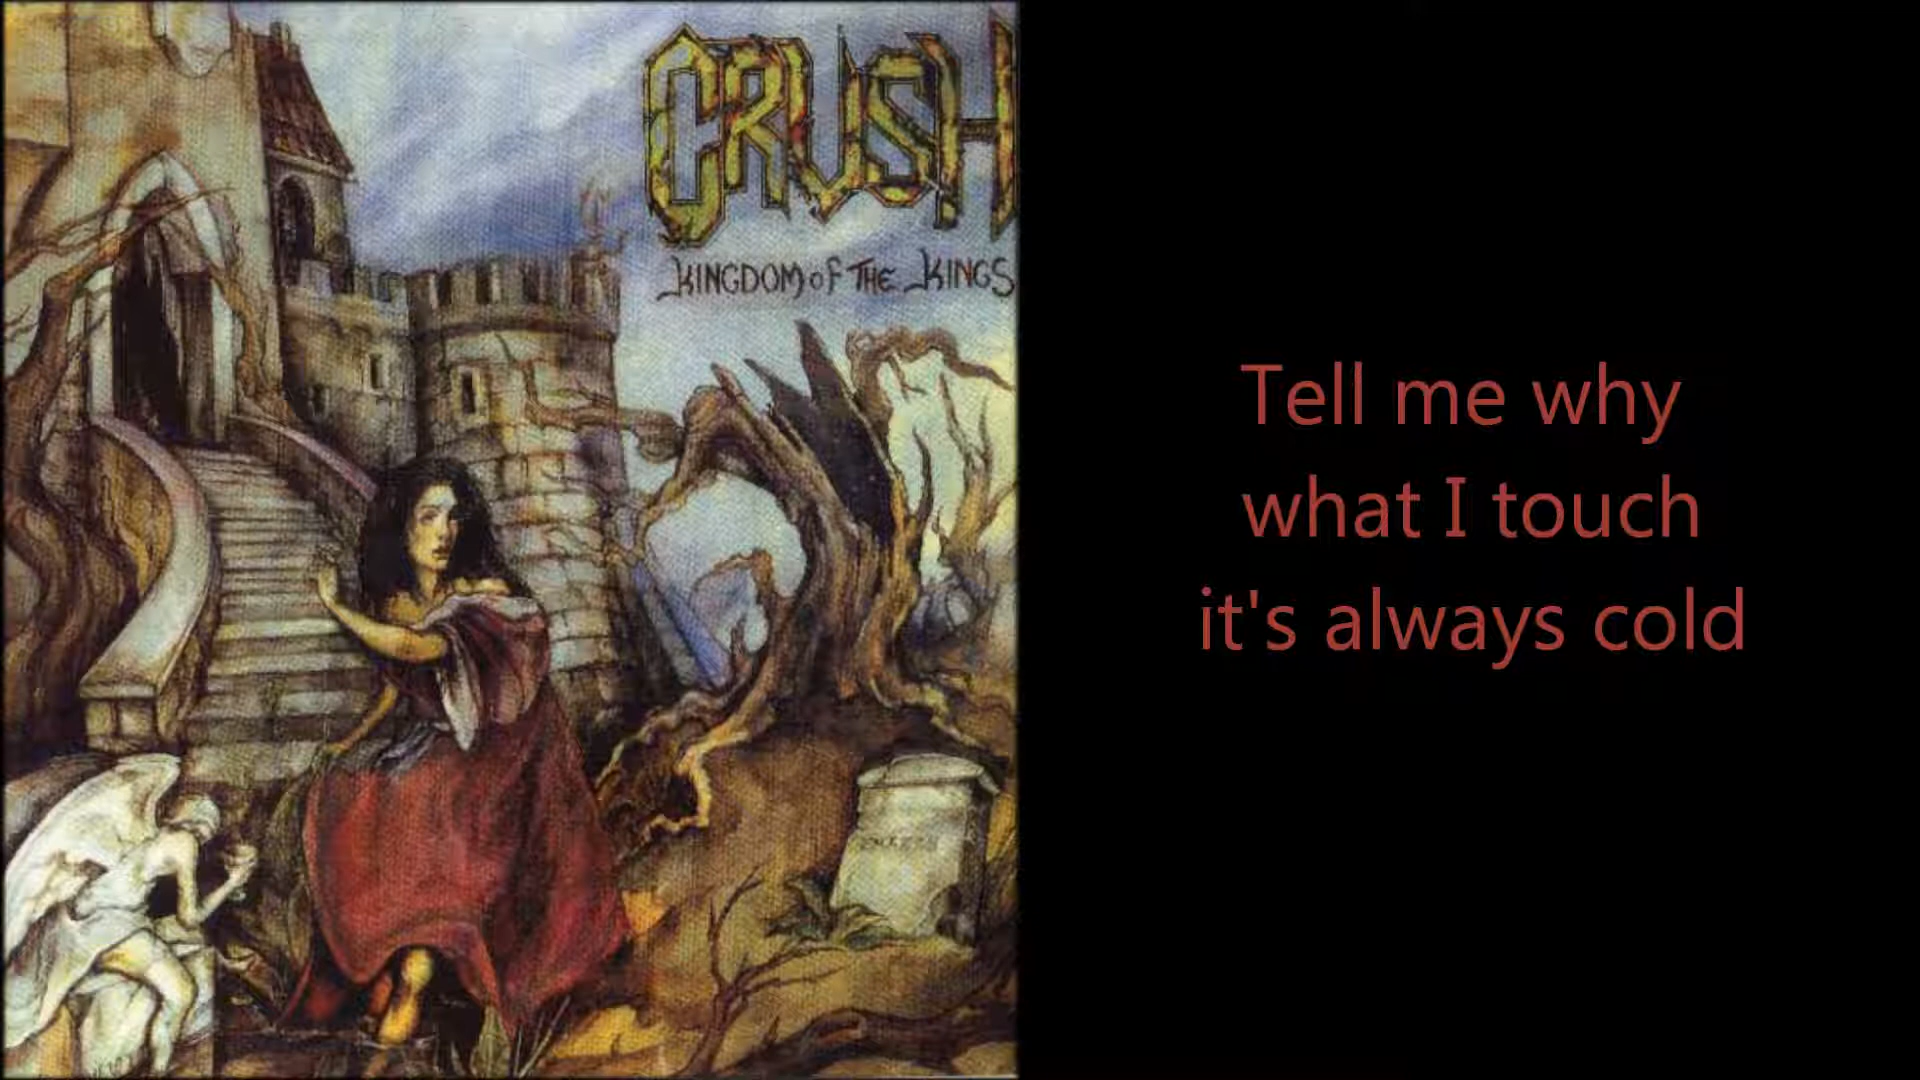 CRUSH
KINGDOM OF THE KINGS
Tell me why
what I touch
it's always cold